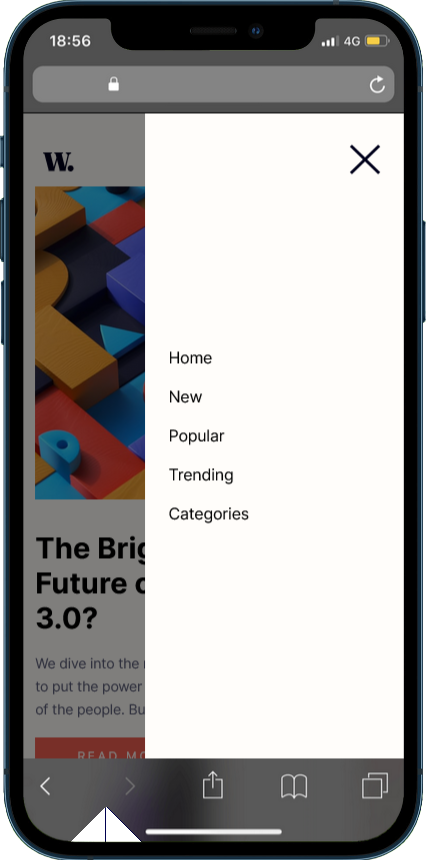 18:56
4G
W.
Home
New
Popular
Trending
Categories
The Brig
Future o
3.0?
We dive into the
to put the power
of the people. Bu
READ MO